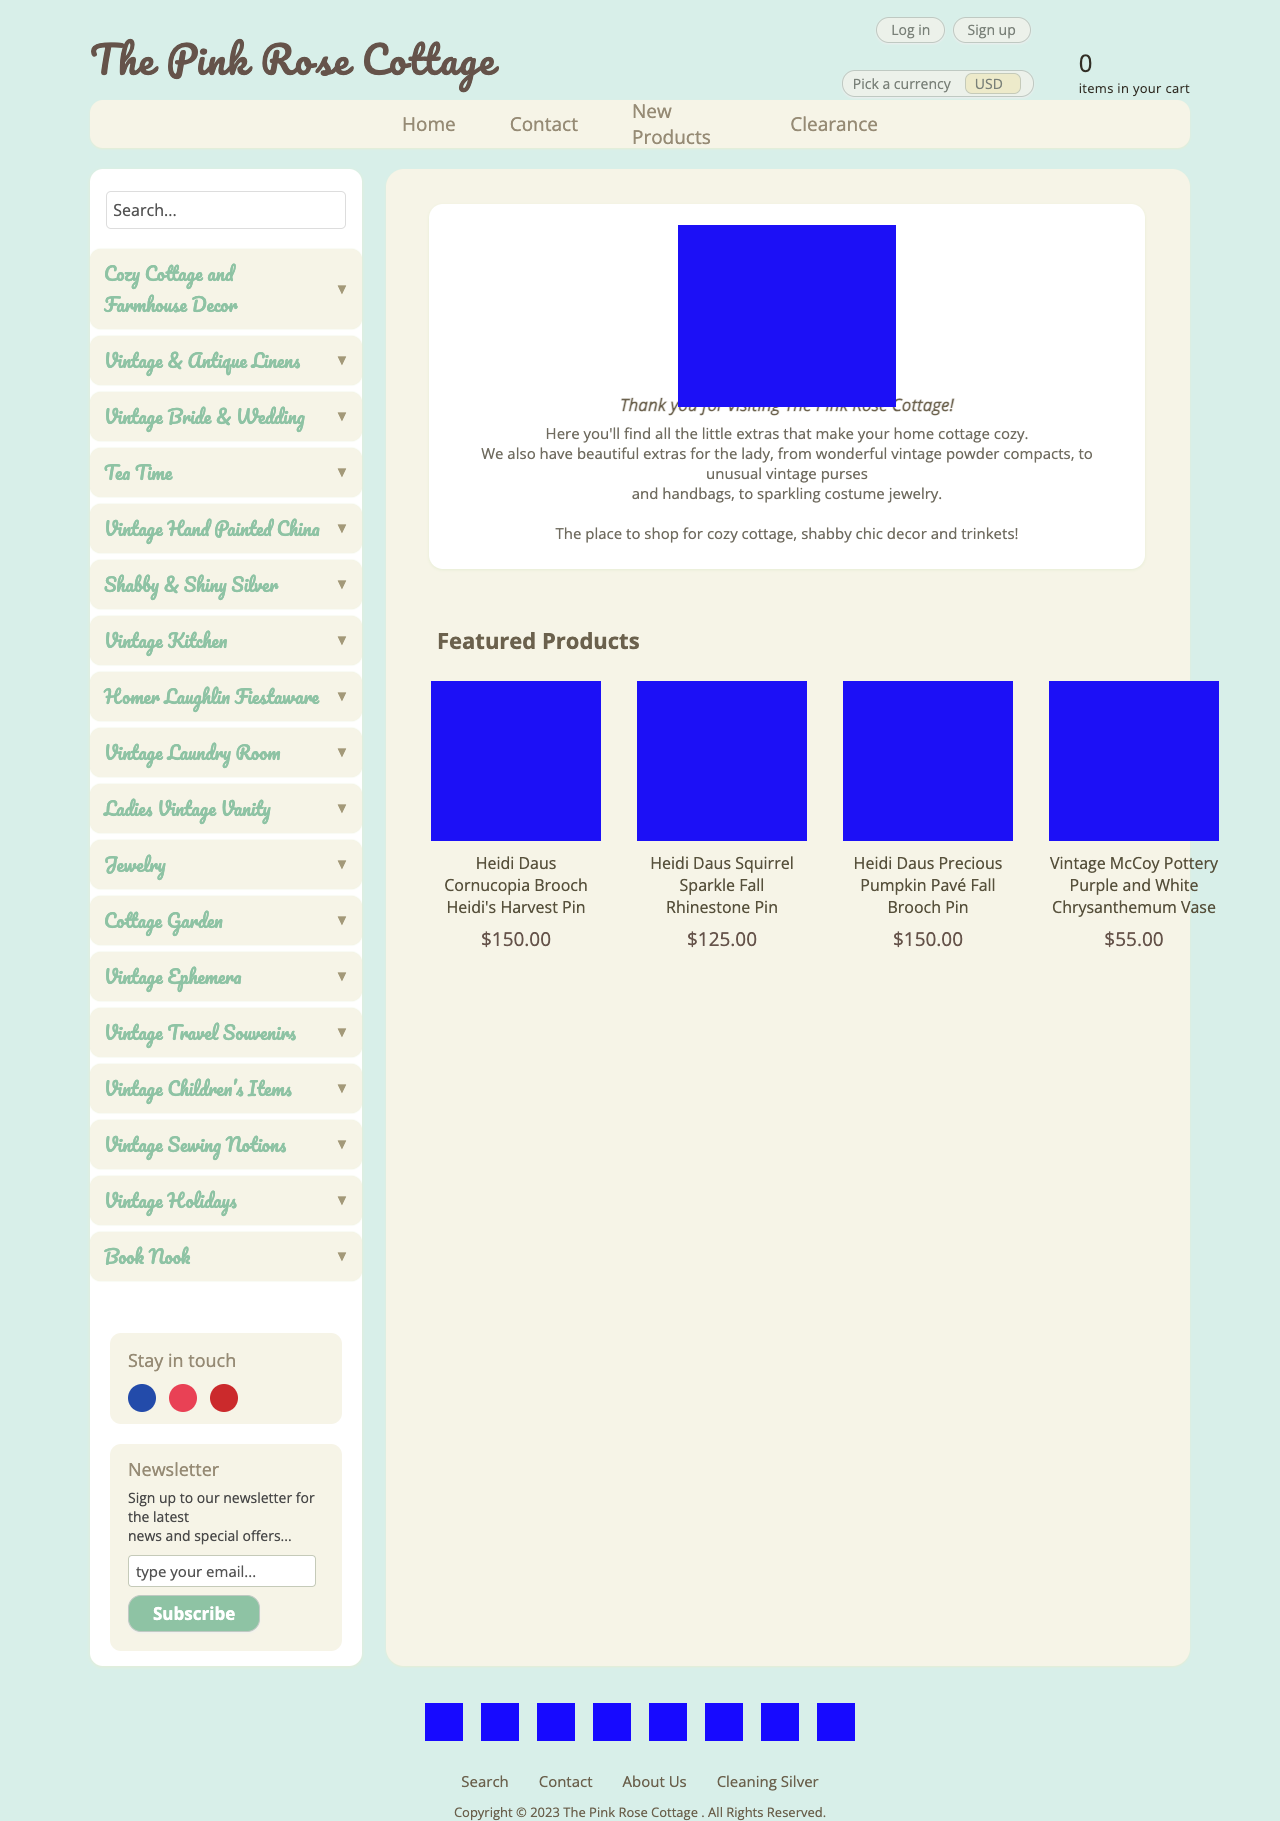 Log in
Sign up
The Pink Rose Cottage
Pick a currency
USD
0
items in your cart
Home
Contact
New
Products
Clearance
Search...
Cozy Cottage and
Farmhouse Decor
▼
Vintage & Antique Linens
▼
Vintage Bride & Wedding
▼
Tea Time
▼
Vintage Hand Painted China
▼
Shabby & Shiny Silver
▼
Vintage Kitchen
▼
Homer Laughlin Fiestaware
▼
Vintage Laundry Room
▼
Ladies Vintage Vanity
▼
Jewelry
▼
Cottage Garden
▼
Vintage Ephemera
▼
Vintage Travel Souvenirs
▼
Vintage Children's Items
▼
Vintage Sewing Notions
▼
Vintage Holidays
▼
Book Nook
▼
Stay in touch
Newsletter
Sign up to our newsletter for
the latest
news and special offers...
type your email...
Subscribe
Thank you for visiting The Pink Rose Cottage!
Here you'll find all the little extras that make your home cottage cozy.
We also have beautiful extras for the lady, from wonderful vintage powder compacts, to
unusual vintage purses
and handbags, to sparkling costume jewelry.
The place to shop for cozy cottage, shabby chic decor and trinkets!
Featured Products
Heidi Daus
Cornucopia Brooch
Heidi's Harvest Pin
$150.00
Heidi Daus Squirrel
Sparkle Fall
Rhinestone Pin
$125.00
Heidi Daus Precious
Pumpkin Pavé Fall
Brooch Pin
$150.00
Vintage McCoy Pottery
Purple and White
Chrysanthemum Vase
$55.00
Search
Contact
About Us
Cleaning Silver
Copyright © 2023 The Pink Rose Cottage . All Rights Reserved.